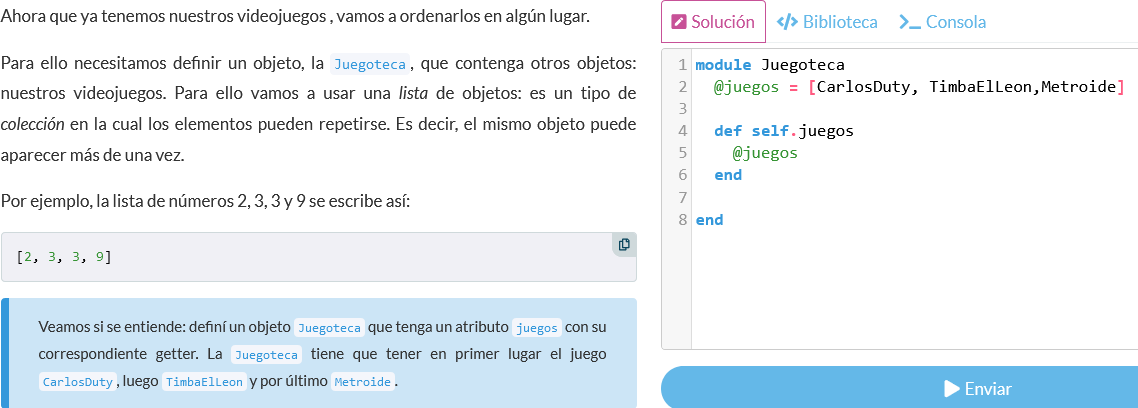 Ahora que ya tenemos nuestros videojuegos , vamos a ordenarlos en algún lugar.
Para ello necesitamos definir un objeto, la Juegoteca, que contenga otros objetos:
nuestros videojuegos. Para ello vamos a usar una lista de objetos: es un tipo de
colección en la cual los elementos pueden repetirse. Es decir, el mismo objeto puede
aparecer más de una vez.
Por ejemplo, la lista de números 2, 3, 3 y 9 se escribe así:
[2, 3, 3, 9]
Veamos si se entiende: definí un objeto Juegoteca que tenga un atributo juegos con su
correspondiente getter. La Juegoteca tiene que tener en primer lugar el juego
CarlosDuty, luego TimbaElLeon y por último Metroide.
Solución
</> Biblioteca
>_ Consola
1 module Juegoteca
2   @juegos = [CarlosDuty, TimbaElLeon,Metroide]
3
4   def self.juegos
5     @juegos
6   end
7
8 end
Enviar